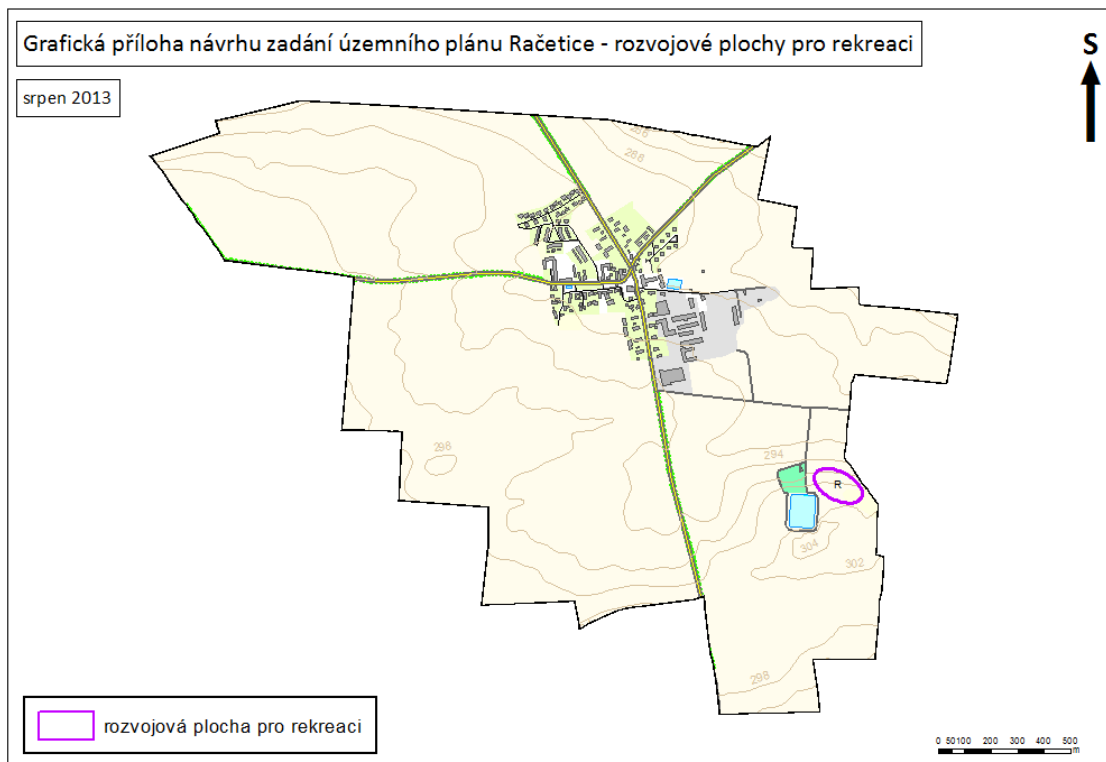 Grafická příloha návrhu zadání územního plánu Račetice - rozvojové plochy pro rekreaci
S
srpen 2013
288
298
294
R
304
302
298
rozvojová plocha pro rekreaci
0 50100 200 300 400 500
m